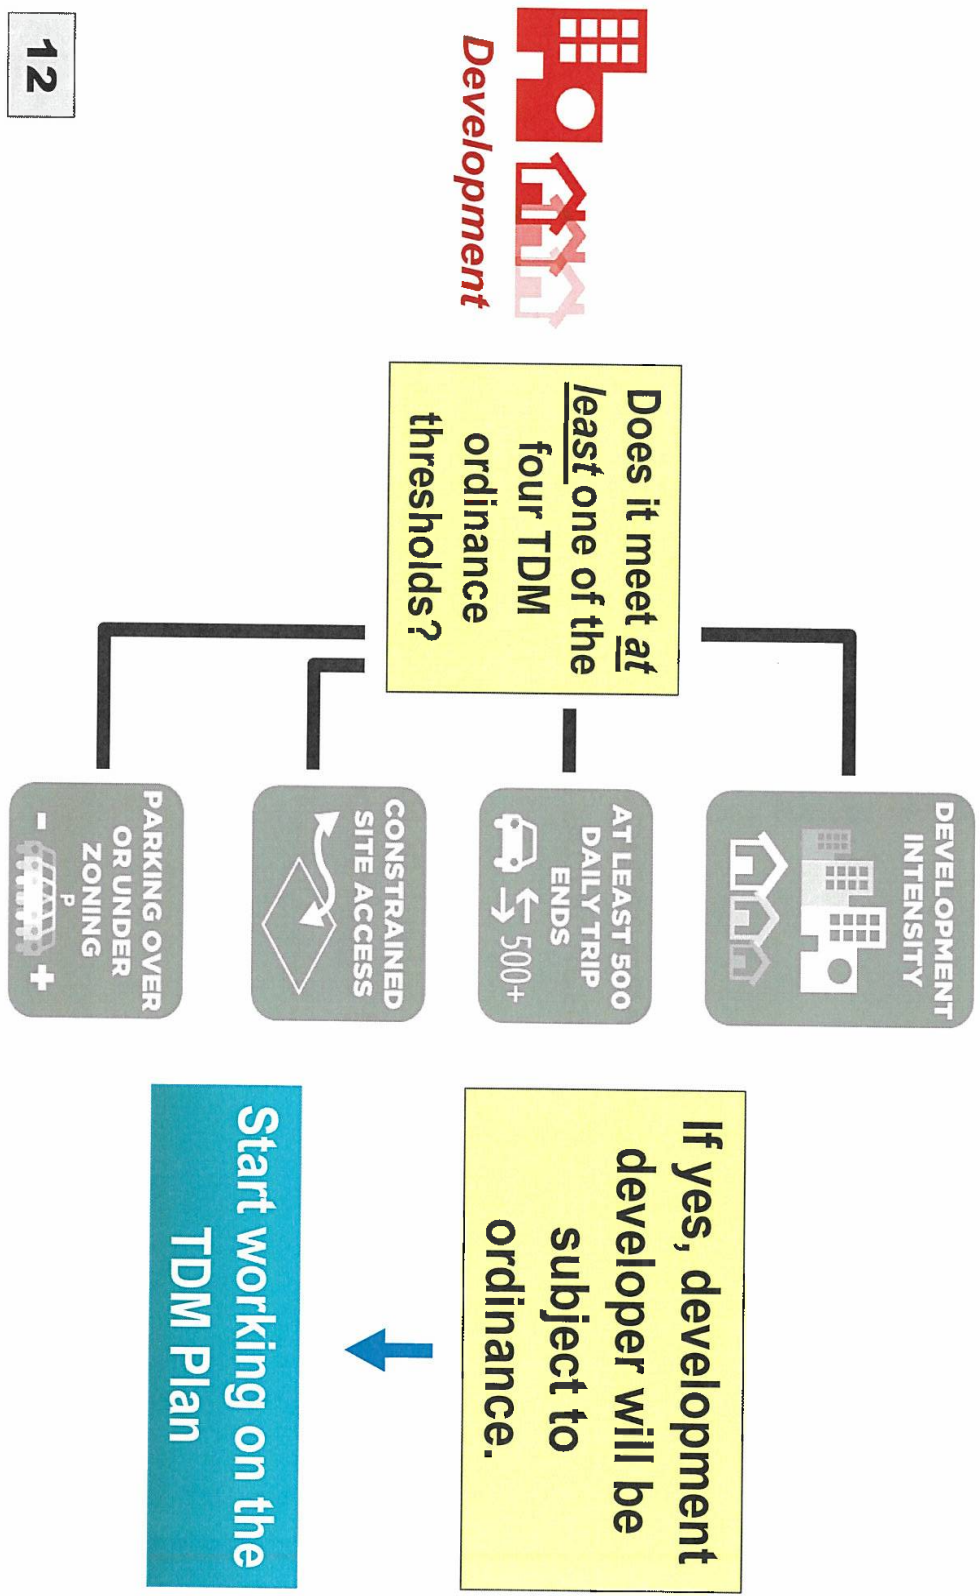 Development
Does it meet at
least one of the
four TDM
ordinance
thresholds?
DEVELOPMENT
INTENSITY
AT LEAST 500
DAILY TRIP
ENDS
500+
CONSTRAINED
SITE ACCESS
PARKING OVER
OR UNDER
ZONING
P
- +
If yes, development
developer will be
subject to
ordinance.
Start working on the
TDM Plan
12